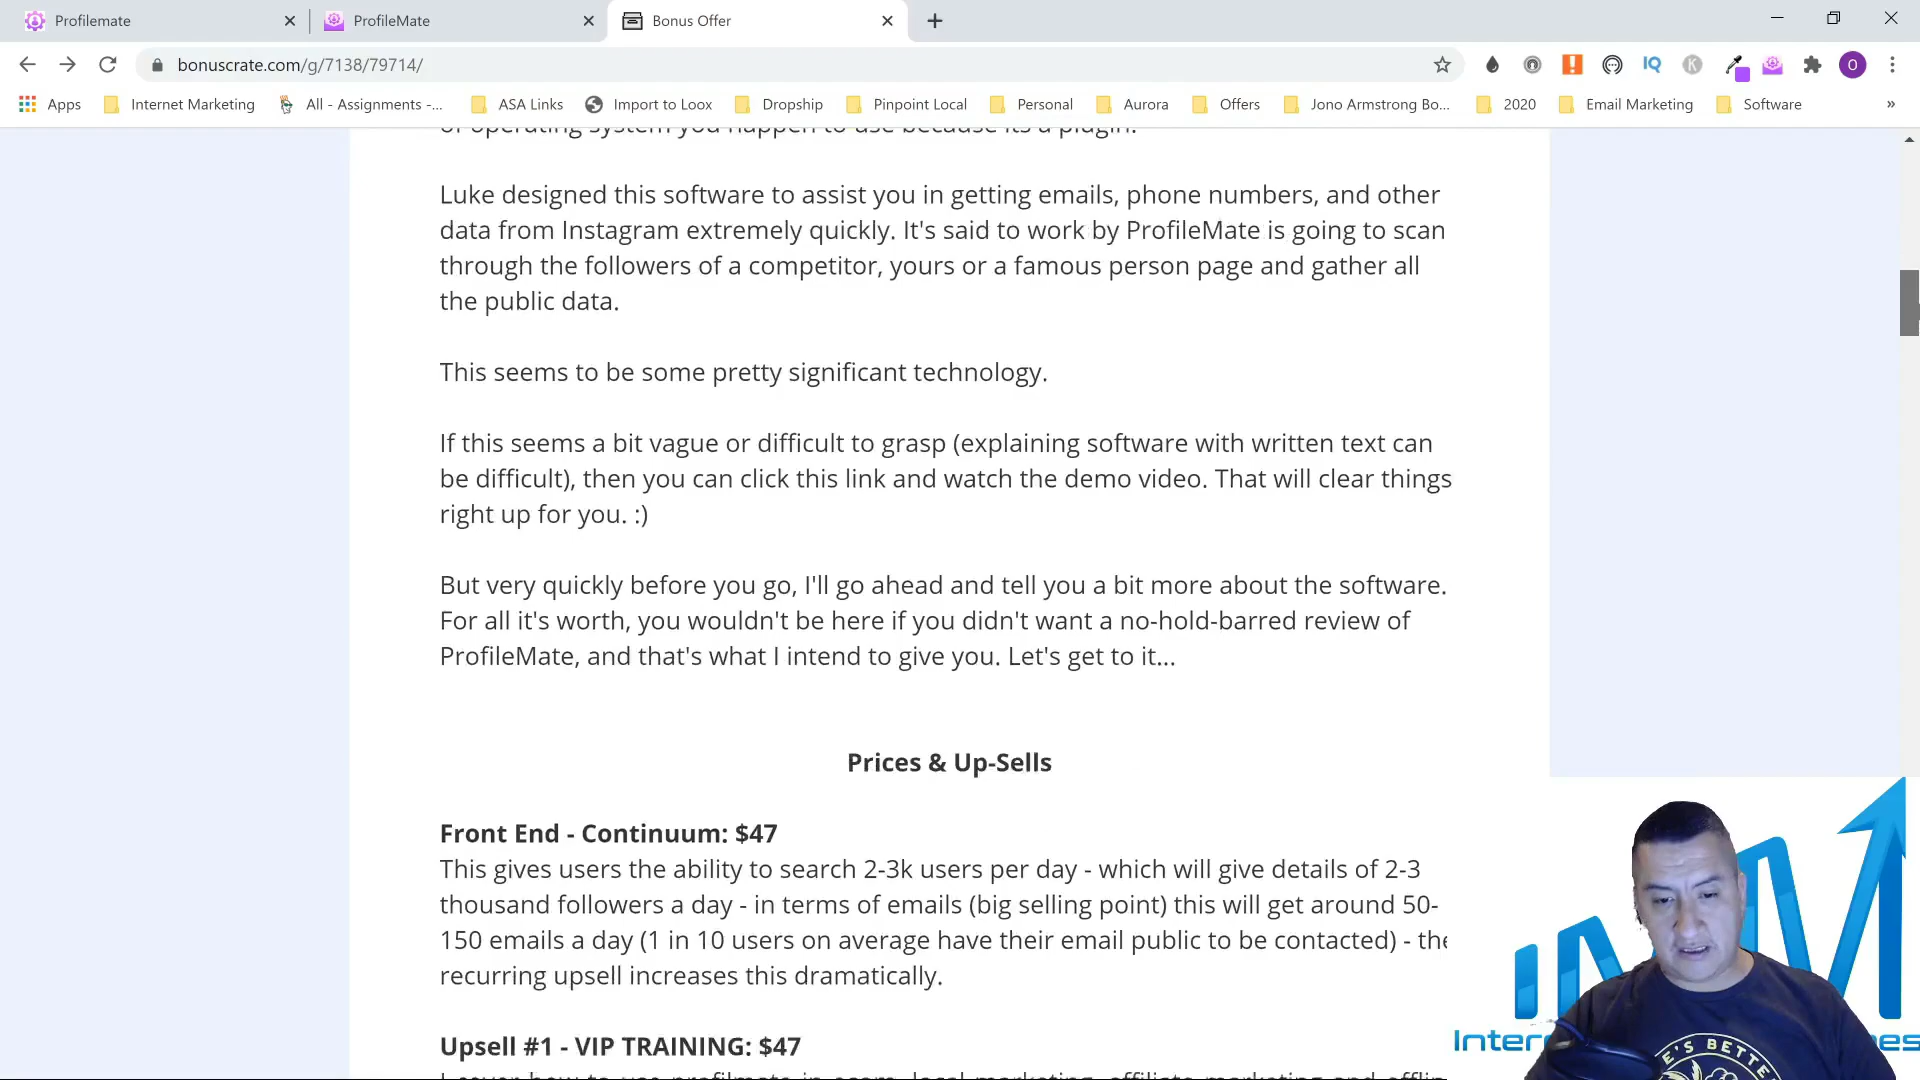 Profilemate
ProfileMate
Bonus Offer
bonuscrate.com/g/7138/79714/
IQ
K
O
Apps
Internet Marketing
All - Assignments -...
ASA Links
Import to Loox
Dropship
Pinpoint Local
Personal
Aurora
Offers
Jono Armstrong Bo...
2020
Email Marketing
Software
»
of operating system you happen to use because its a plugin.
Luke designed this software to assist you in getting emails, phone numbers, and other
data from Instagram extremely quickly. It's said to work by ProfileMate is going to scan
through the followers of a competitor, yours or a famous person page and gather all
the public data.
This seems to be some pretty significant technology.
If this seems a bit vague or difficult to grasp (explaining software with written text can
be difficult), then you can click this link and watch the demo video. That will clear things
right up for you. :)
But very quickly before you go, I'll go ahead and tell you a bit more about the software.
For all it's worth, you wouldn't be here if you didn't want a no-hold-barred review of
ProfileMate, and that's what I intend to give you. Let's get to it...
Prices & Up-Sells
Front End - Continuum: $47
This gives users the ability to search 2-3k users per day - which will give details of 2-3
thousand followers a day - in terms of emails (big selling point) this will get around 50-
150 emails a day (1 in 10 users on average have their email public to be contacted) - the
recurring upsell increases this dramatically.
Upsell #1 - VIP TRAINING: $47